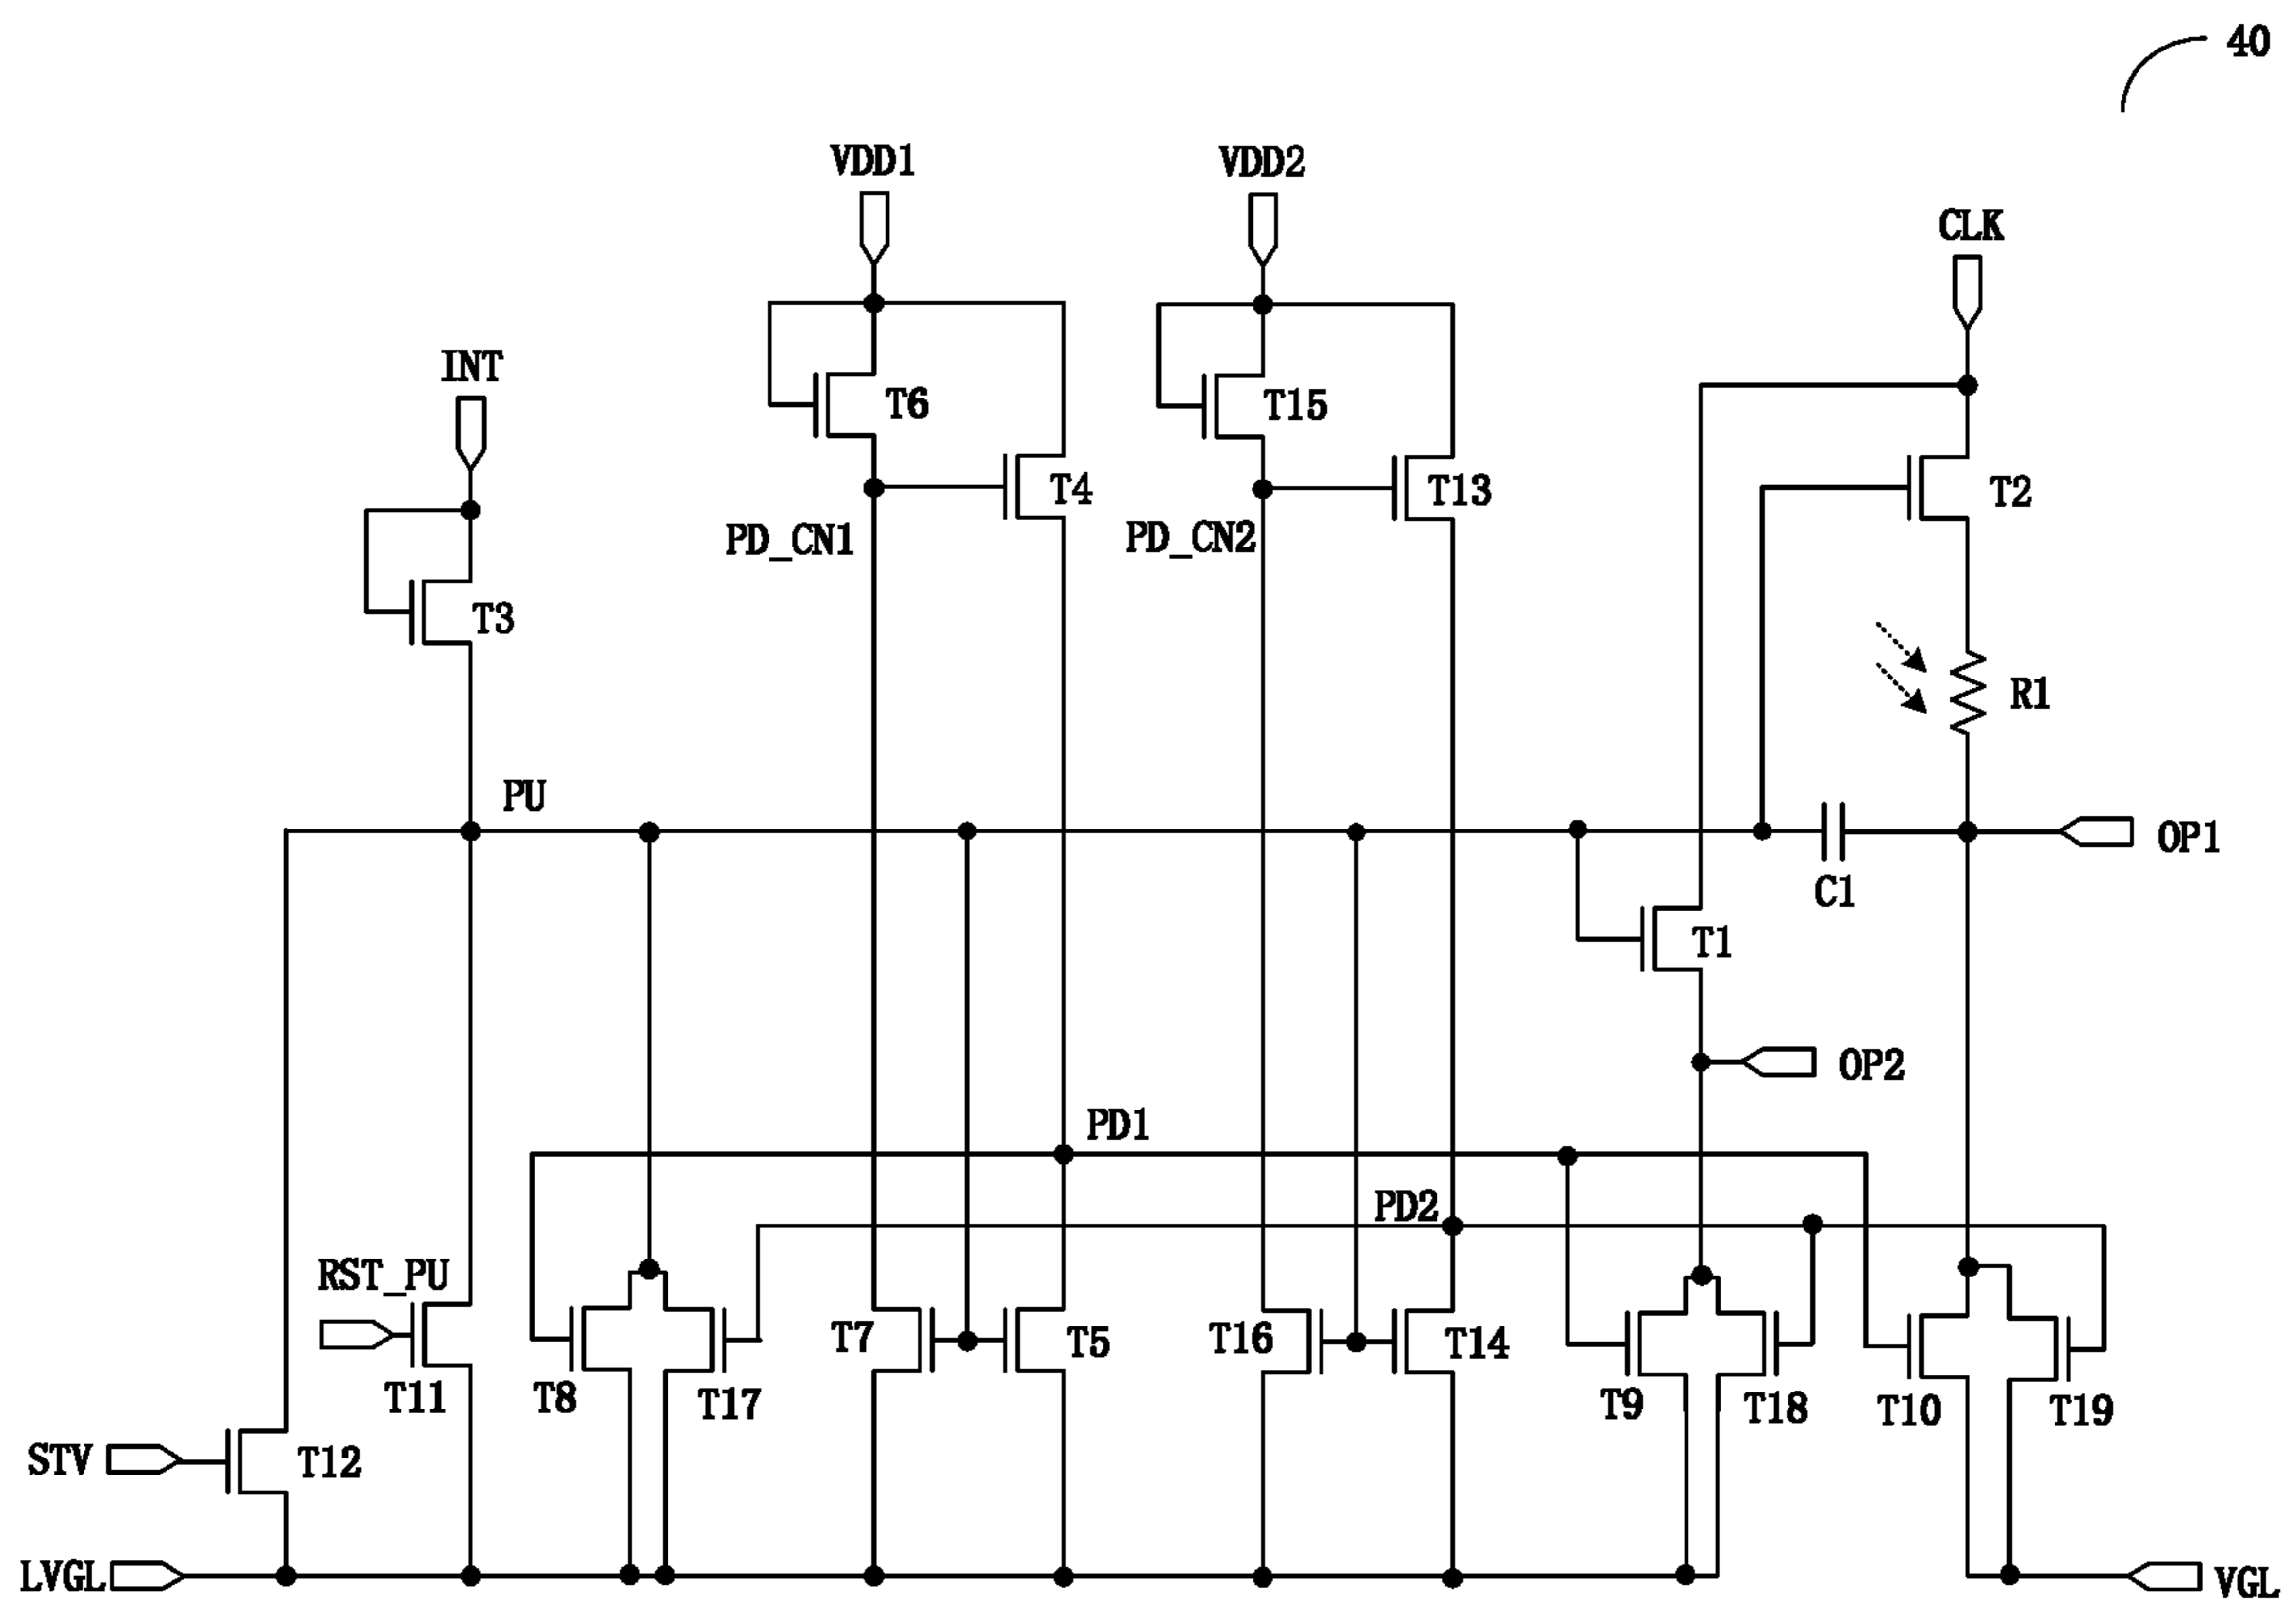 40
VDD1
VDD2
CLK
INT
T6
T15
T4
T13
T2
PD_CN1
PD_CN2
T3
R1
PU
OP1
C1
T1
OP2
PD1
PD2
RST_PU
T7
T5
T16
T14
T11
T8
T17
T9
T18
T10
T19
STV
T12
LVGL
VGL